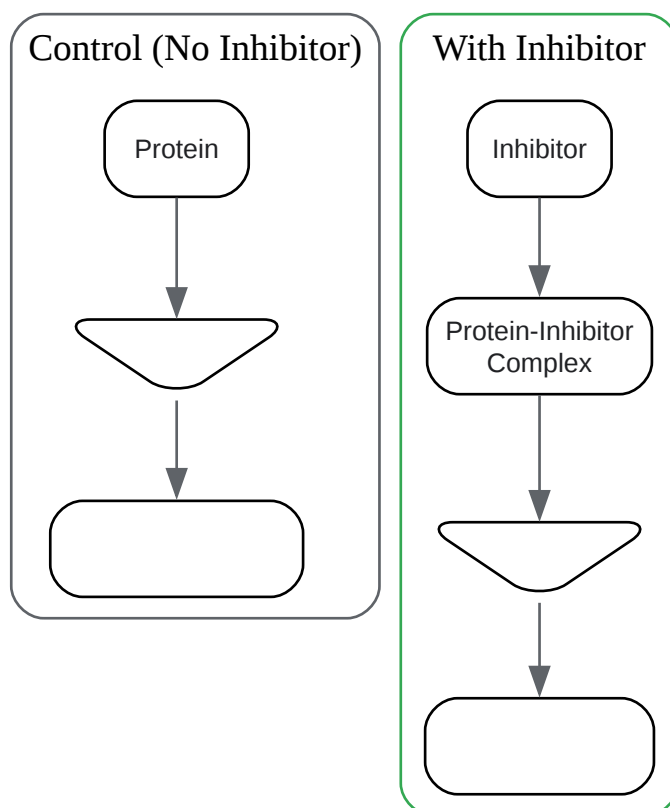 Control (No Inhibitor)
Protein
With Inhibitor
Inhibitor
Protein-Inhibitor
Complex